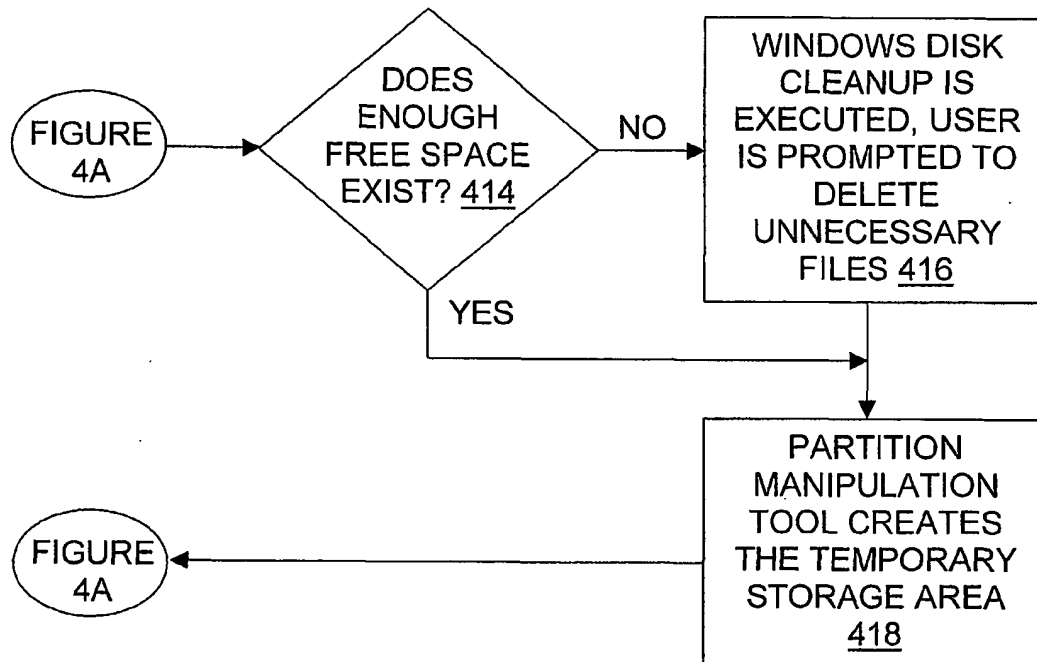 FIGURE
4A
DOES
ENOUGH
FREE SPACE
EXIST? 414
NO
WINDOWS DISK
CLEANUP IS
EXECUTED, USER
IS PROMPTED TO
DELETE
UNNECESSARY
FILES 416
YES
PARTITION
MANIPULATION
TOOL CREATES
THE TEMPORARY
STORAGE AREA
418
FIGURE
4A